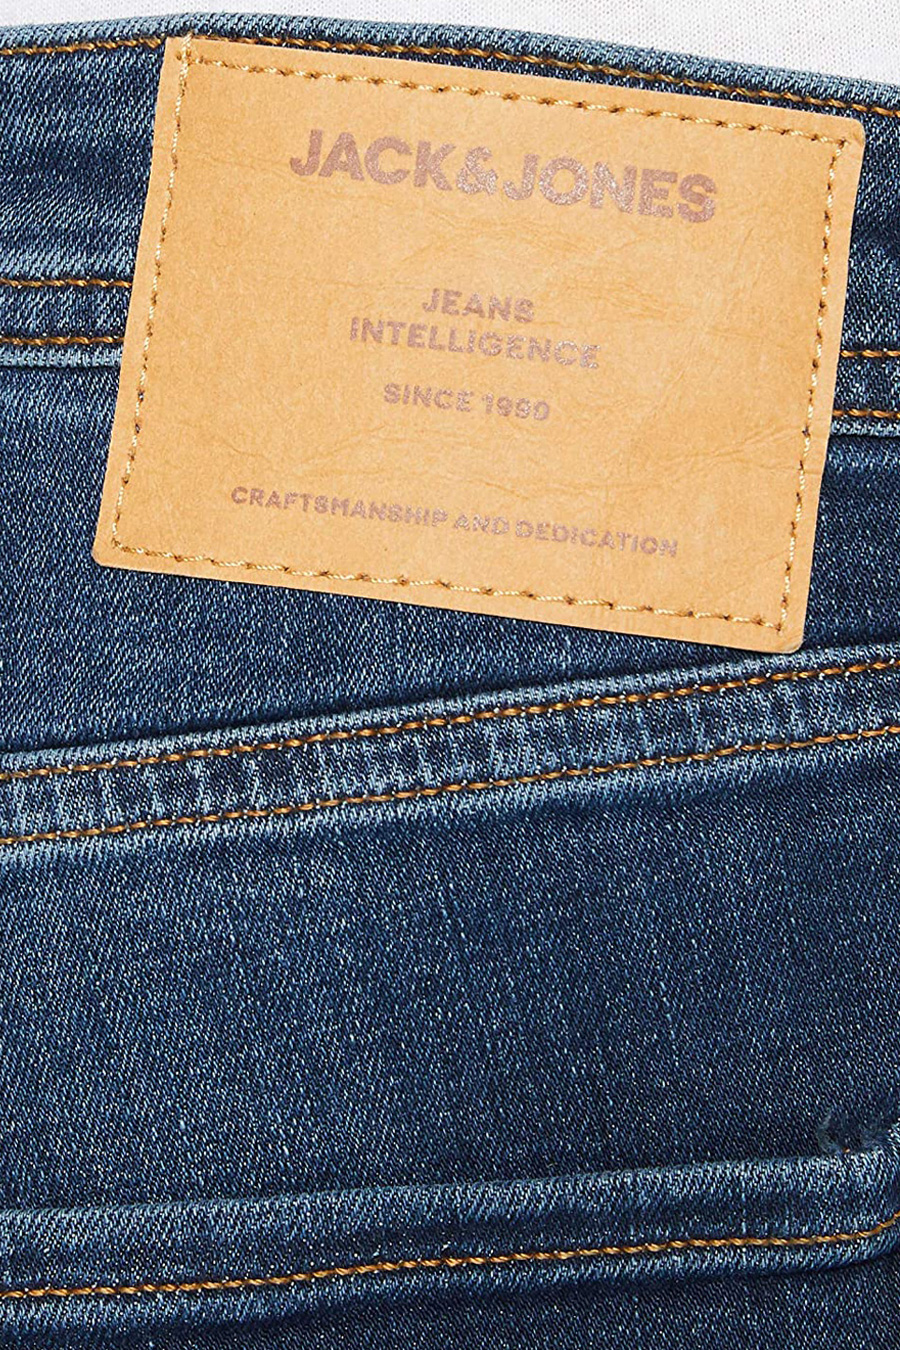 JACK&JONES
JEANS
INTELLIGENCE
SINCE 1990
CRAFTSMANSHIP AND DEDICATION